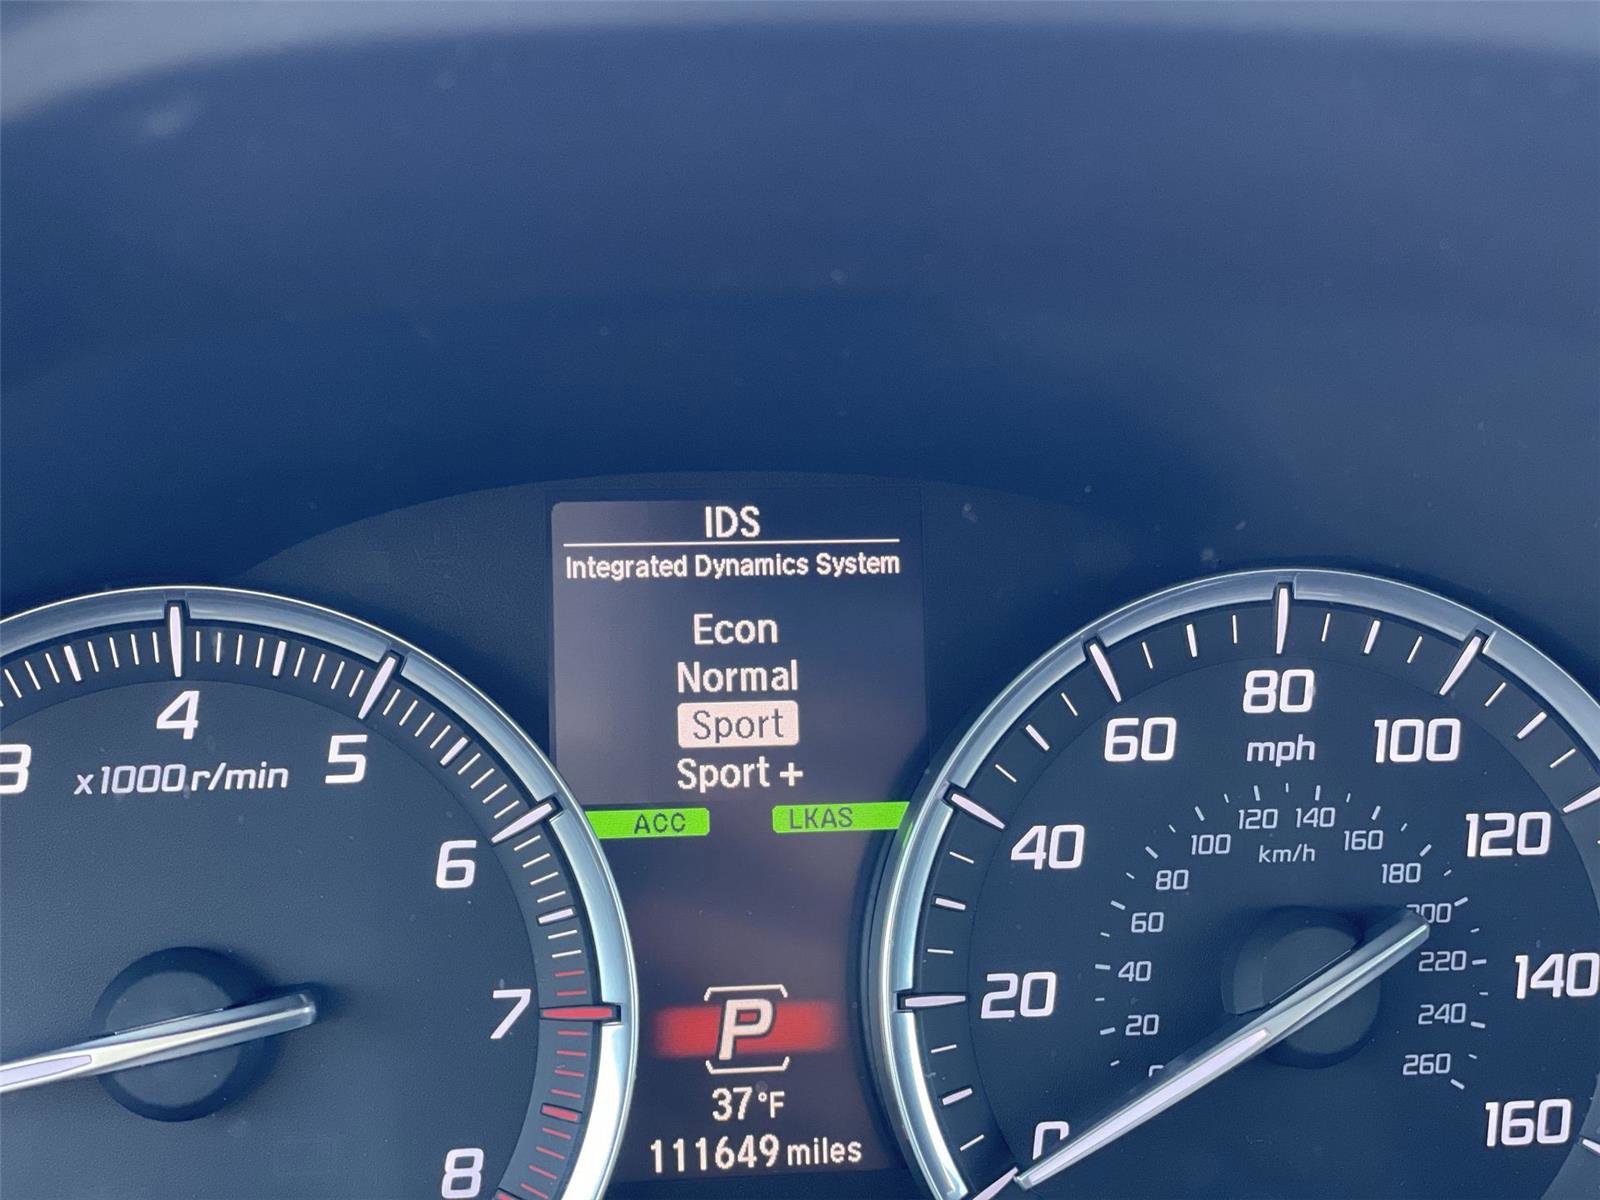 IDS
Integrated Dynamics System
Econ
Normal
Sport
Sport +
ACC
LKAS
3
4
5
6
7
8
x1000r/min
0
20
40
60
80
100
120
140
160
mph
20
40
60
80
100
120
140
160
180
200
220
240
260
km/h
P
37°F
111649 miles